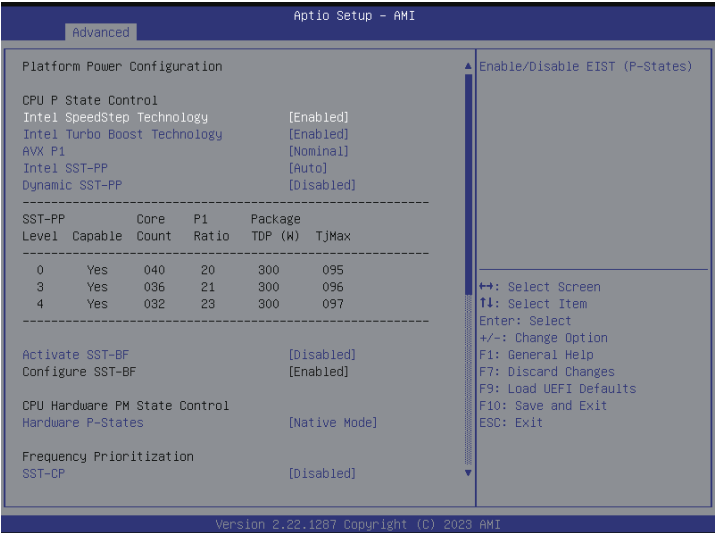 Aptio Setup – AMI
Advanced
Platform Power Configuration
CPU P State Control
Intel SpeedStep Technology [Enabled]
Intel Turbo Boost Technology [Enabled]
AVX P1 [Nominal]
Intel SST-PP [Auto]
Dynamic SST-PP [Disabled]
SST-PP Core P1 Package
Level Capable Count Ratio TDP (W) TjMax
0 Yes 040 20 300 095
3 Yes 036 21 300 096
4 Yes 032 23 300 097
Activate SST-BF [Disabled]
Configure SST-BF [Enabled]
CPU Hardware PM State Control
Hardware P-States [Native Mode]
Frequency Prioritization
SST-CP [Disabled]
Enable/Disable EIST (P-States)
↔: Select Screen
↑↓: Select Item
Enter: Select
+/-: Change Option
F1: General Help
F7: Discard Changes
F9: Load UEFI Defaults
F10: Save and Exit
ESC: Exit
Version 2.22.1287 Copyright (C) 2023 AMI